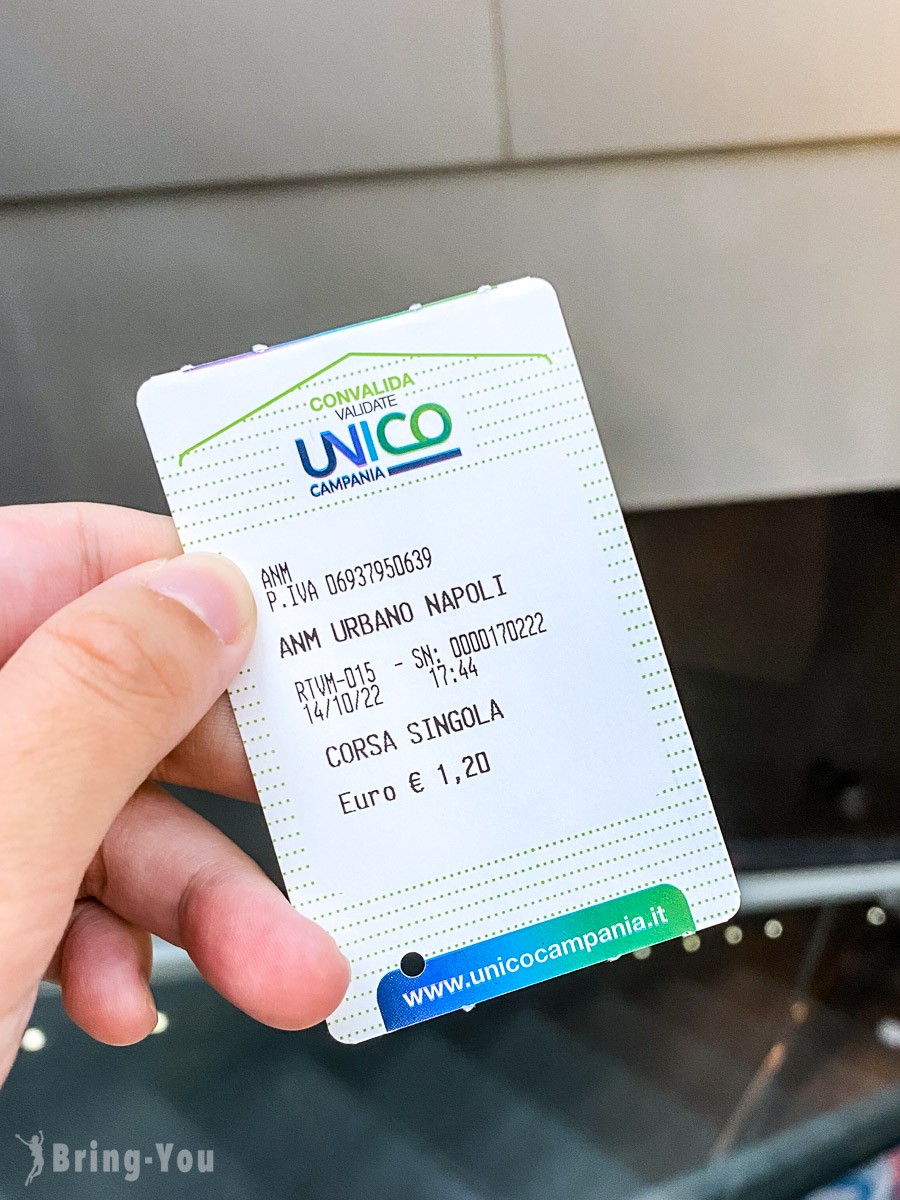 CONVALIDA
VALIDATE
UNICO
CAMPANIA
ANM
P.IVA 06937950639
ANM URBANO NAPOLI
RTVM-015 - SN: 0000170222
14/10/22 17:44
CORSA SINGOLA
Euro € 1,20
www.unicocampania.it
Bring-You